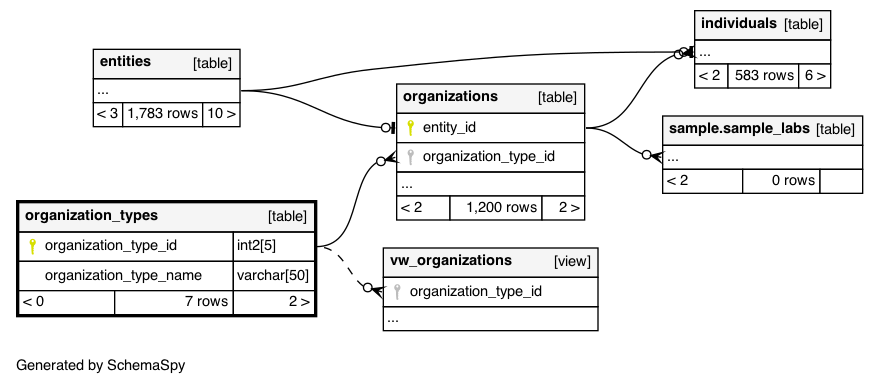 individuals [table]
...
< 2 583 rows 6 >
entities [table]
...
< 3 1,783 rows 10 >
organizations [table]
entity_id
organization_type_id
...
< 2 1,200 rows 2 >
sample.sample_labs [table]
...
< 2 0 rows
organization_types [table]
organization_type_id int2[5]
organization_type_name varchar[50]
< 0 7 rows 2 >
vw_organizations [view]
organization_type_id
...
Generated by SchemaSpy